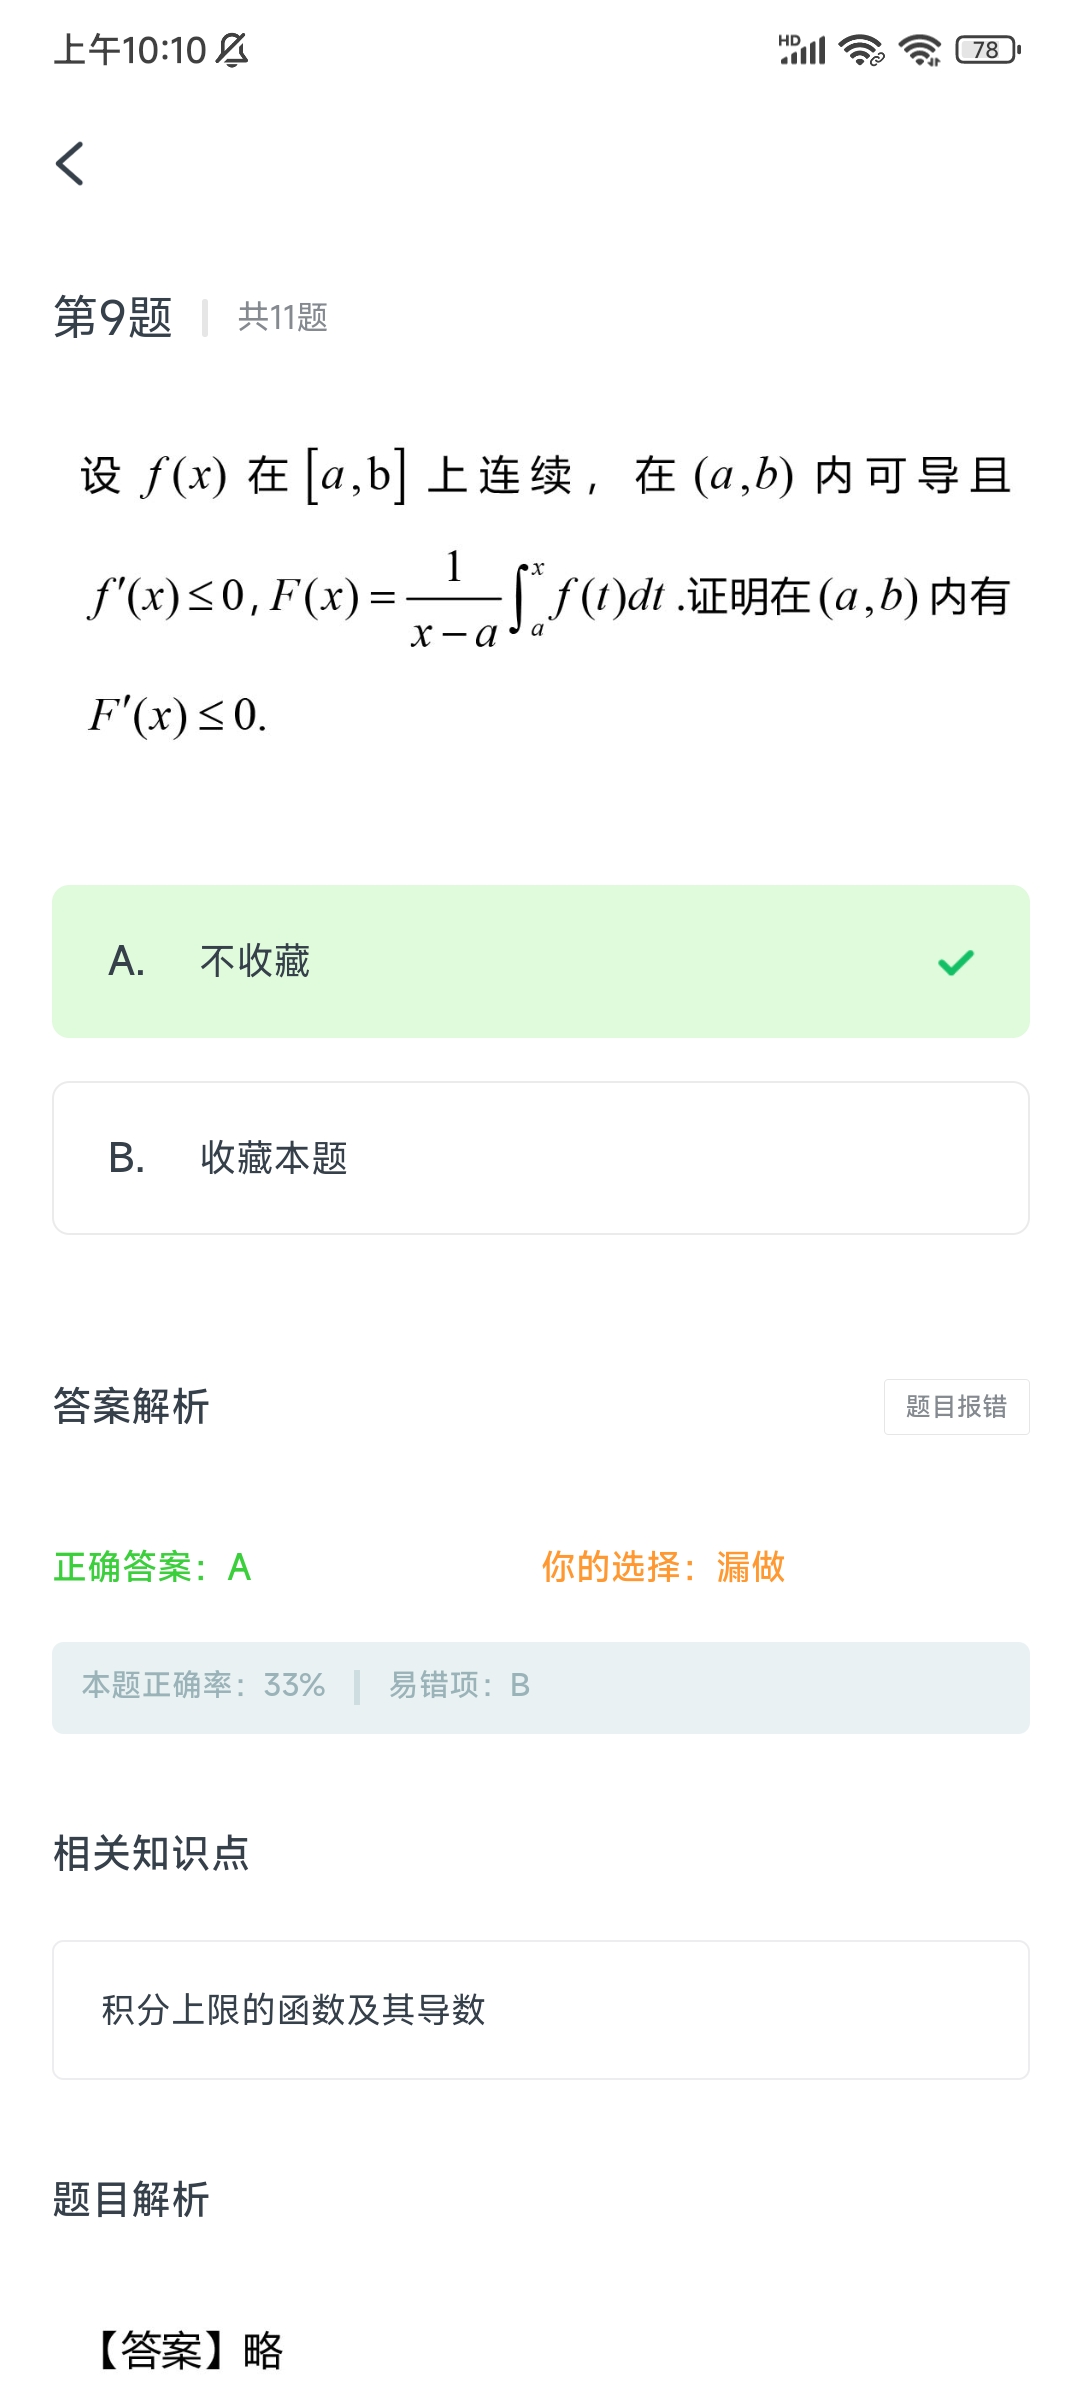 上午10:10
HD 78
第9题 | 共11题
设 f(x) 在 [a,b] 上连续，在 (a,b) 内可导且
f′(x)≤0, F(x)=\frac{1}{x-a}\int_{a}^{x} f(t)dt .证明在(a,b) 内有
F′(x)≤0.
A. 不收藏
B. 收藏本题
答案解析 题目报错
正确答案：A 你的选择：漏做
本题正确率：33% | 易错项：B
相关知识点
积分上限的函数及其导数
题目解析
【答案】略